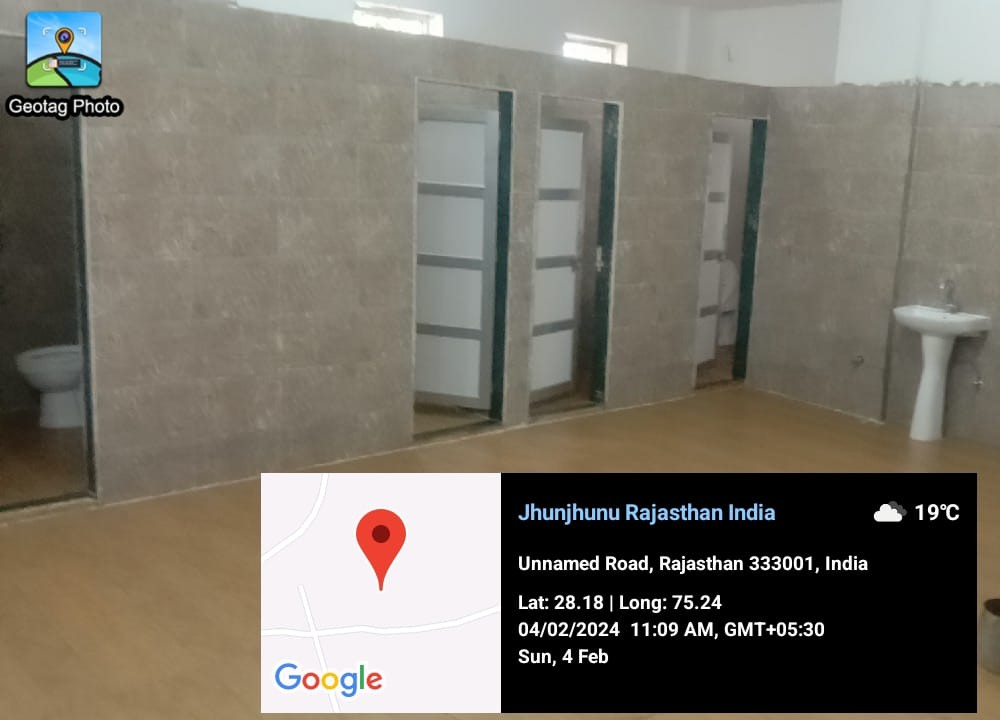 Geotag Photo
Jhunjhunu Rajasthan India
19°C
Unnamed Road, Rajasthan 333001, India
Lat: 28.18 | Long: 75.24
04/02/2024 11:09 AM, GMT+05:30
Sun, 4 Feb
Google